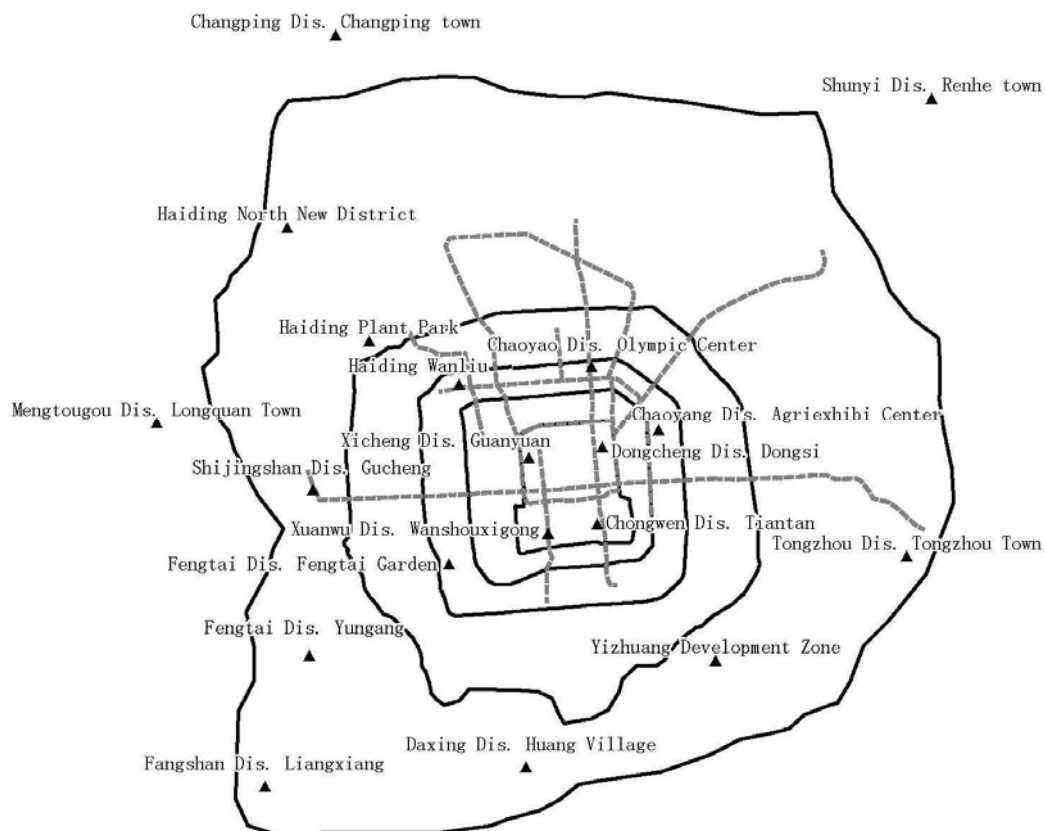 Changping Dis. Changping town
Shunyi Dis. Renhe town
Haiding North New District
Haiding Plant Park
Chaoyao Dis. Olympic Center
Haiding Wanliu
Mengtougou Dis. Longquan Town
Chaoyang Dis. Agriexhibi Center
Xicheng Dis. Guanyuan
Dongcheng Dis. Dongsi
Shijingshan Dis. Gucheng
Xuanwu Dis. Wanshouxigong
Chongwen Dis. Tiantan
Tongzhou Dis. Tongzhou Town
Fengtai Dis. Fengtai Garden
Fengtai Dis. Yungang
Yizhuang Development Zone
Daxing Dis. Huang Village
Fangshan Dis. Liangxiang